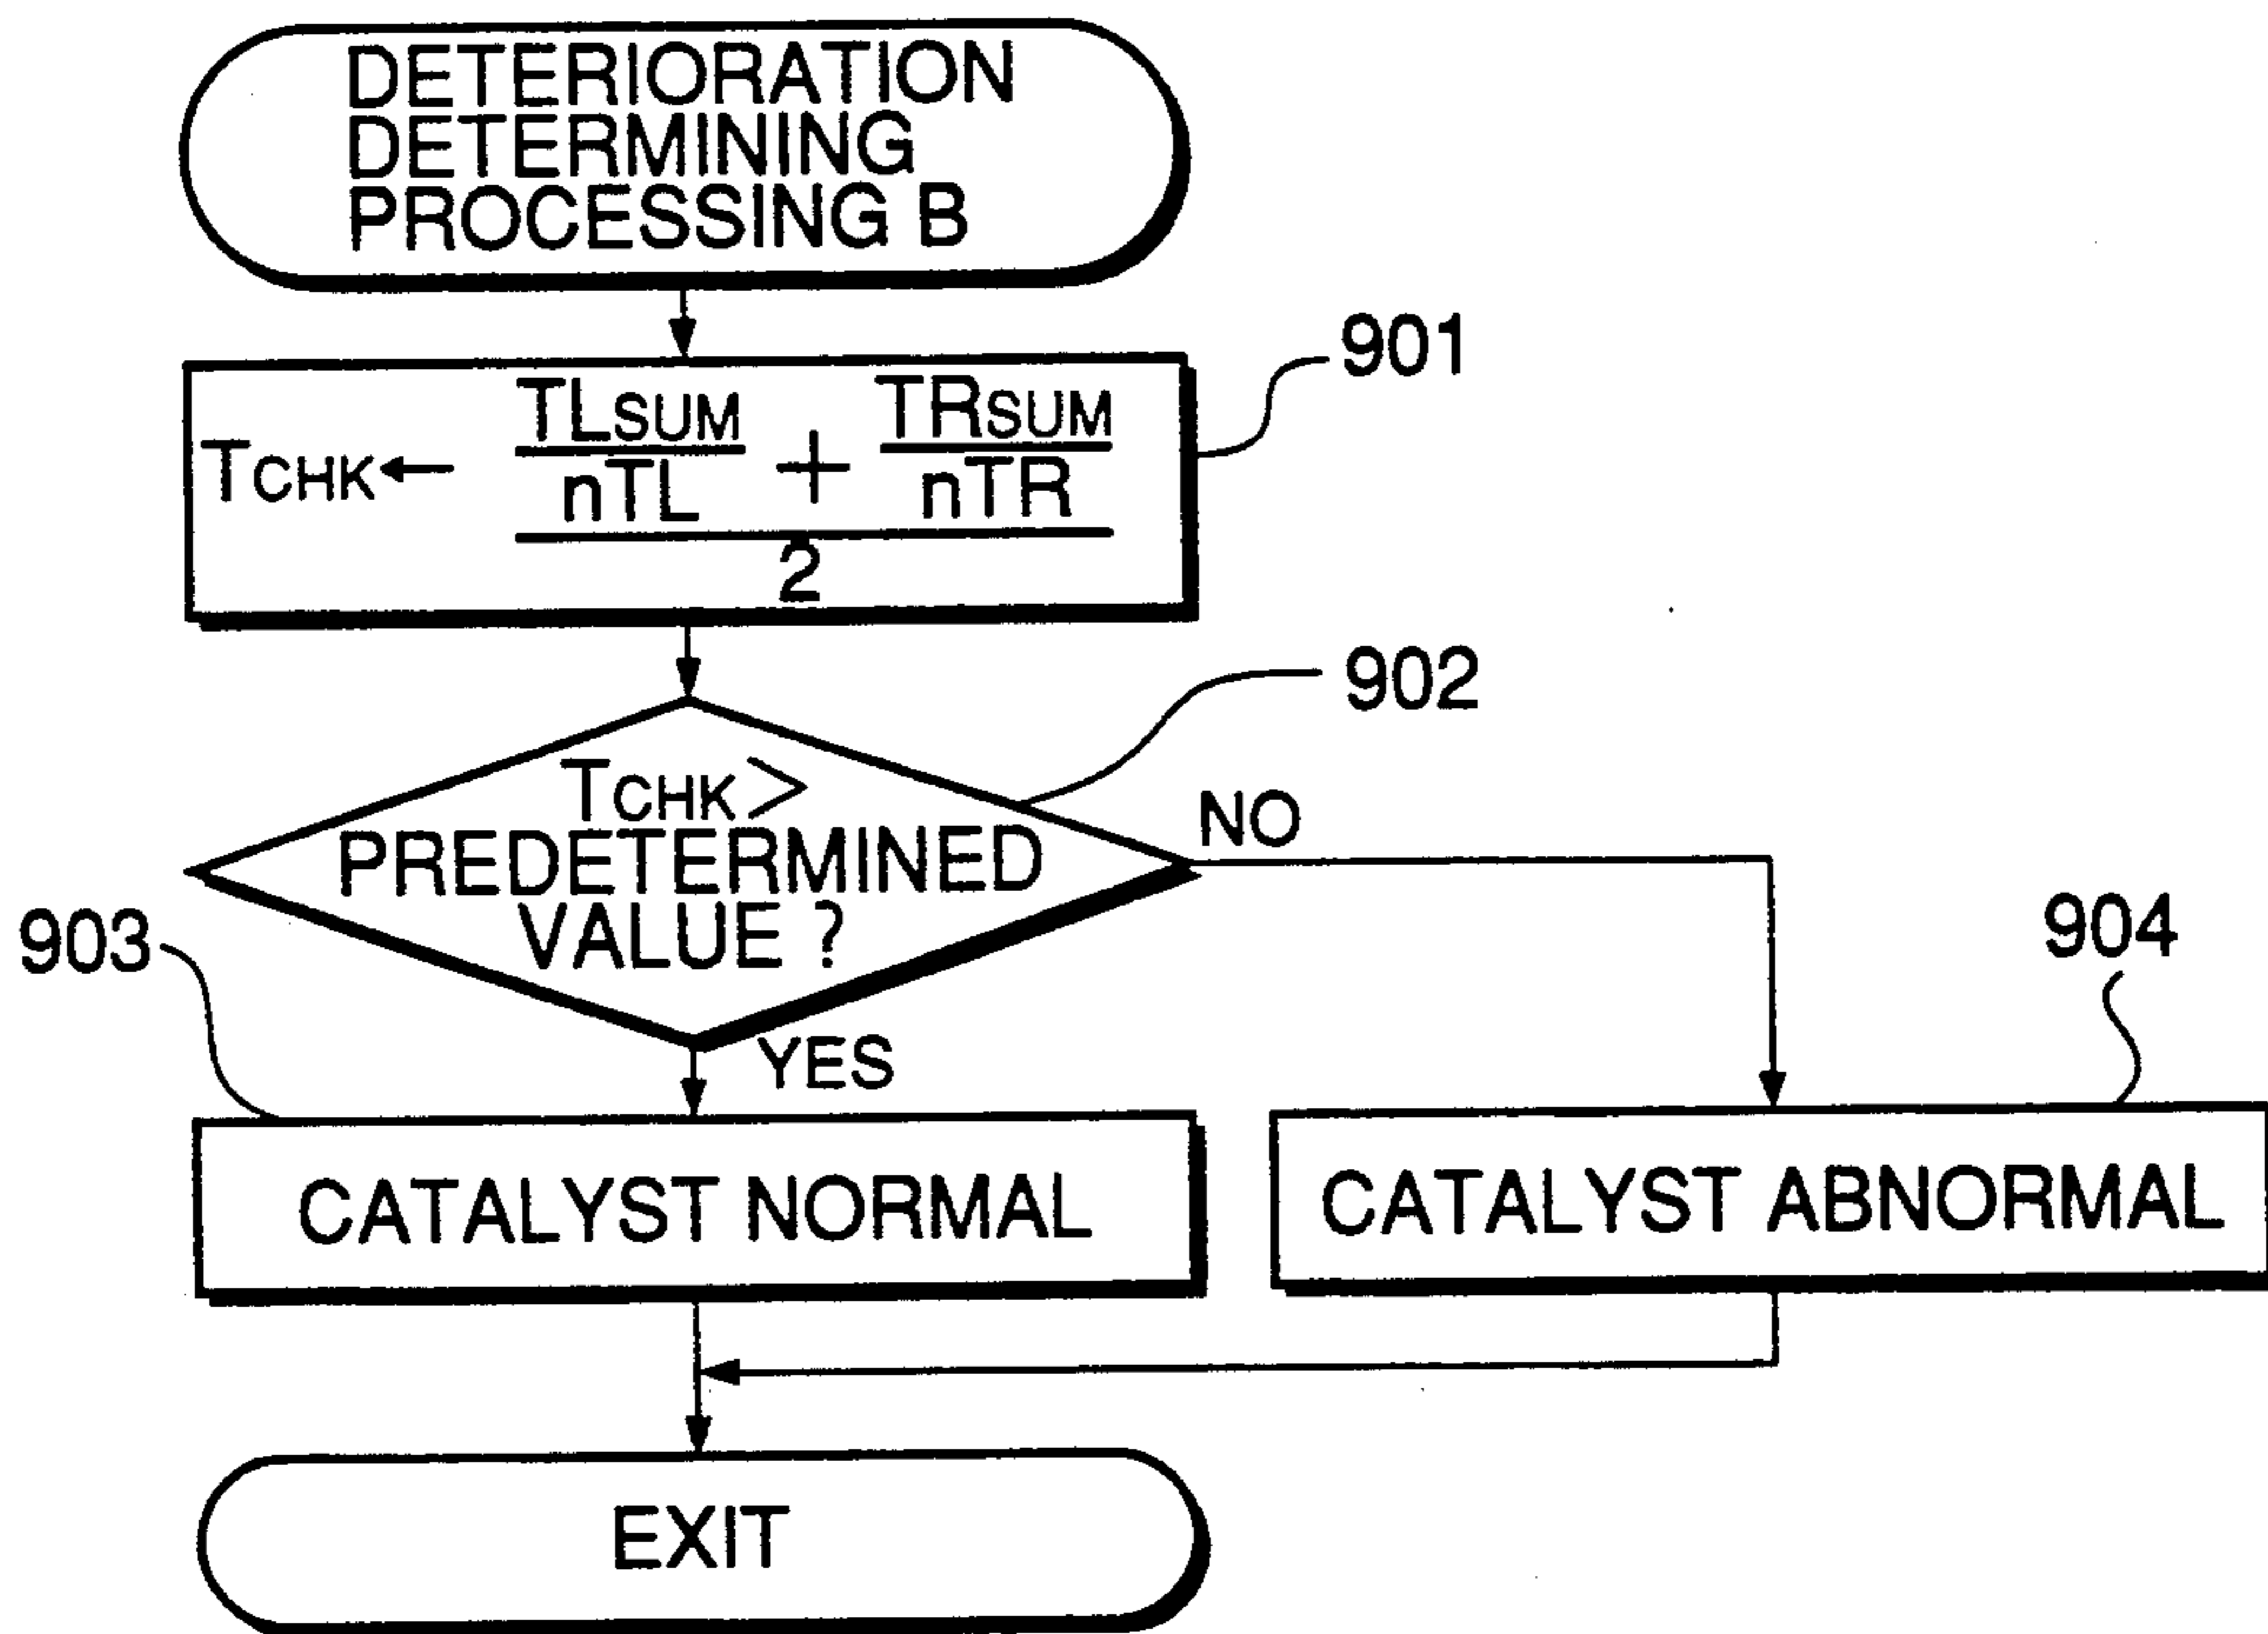 DETERIORATION
DETERMINING
PROCESSING B
901
TCHK← TLSUM/nTL + TRSUM/nTR
2
902
TCHK>
PREDETERMINED
VALUE ?
NO
903
904
YES
CATALYST NORMAL
CATALYST ABNORMAL
EXIT